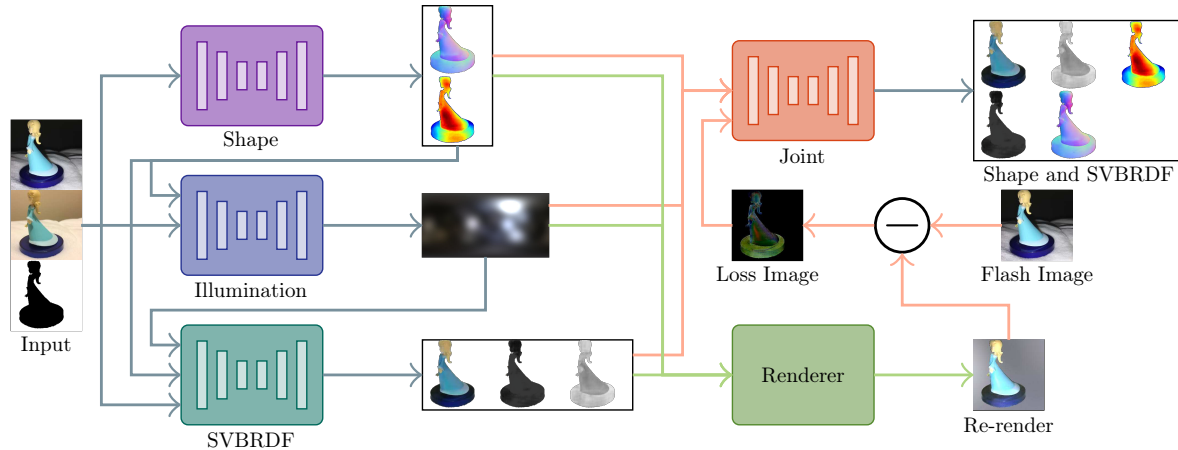 Shape
Joint
Shape and SVBRDF
Illumination
Loss Image
Flash Image
Input
Renderer
SVBRDF
Re-render